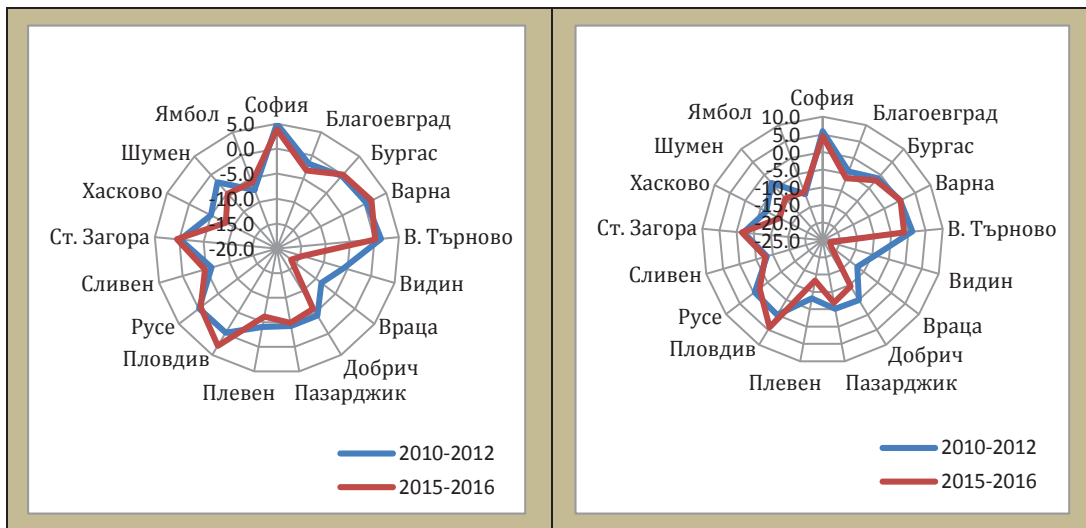 София
Благоевград
Бургас
Варна
В. Търново
Видин
Враца
Добрич
Пазарджик
Плевен
Пловдив
Русе
Сливен
Ст. Загора
Хасково
Шумен
Ямбол
5.0
0.0
-5.0
-10.0
-15.0
-20.0
2010-2012
2015-2016
София
Благоевград
Бургас
Варна
В. Търново
Видин
Враца
Добрич
Пазарджик
Плевен
Пловдив
Русе
Сливен
Ст. Загора
Хасково
Шумен
Ямбол
10.0
5.0
0.0
-5.0
-10.0
-15.0
-20.0
-25.0
2010-2012
2015-2016